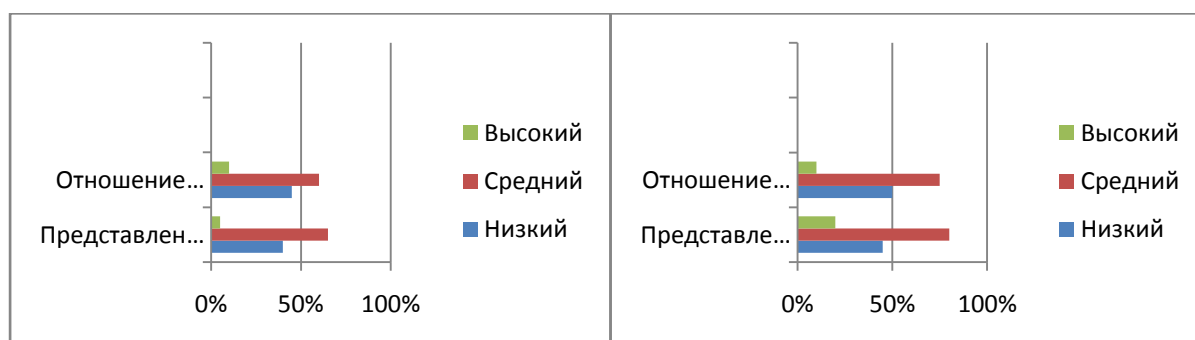 Высокий
Отношение...
Средний
Представлен...
Низкий
0% 50% 100%
Высокий
Отношение...
Средний
Представле...
Низкий
0% 50% 100%